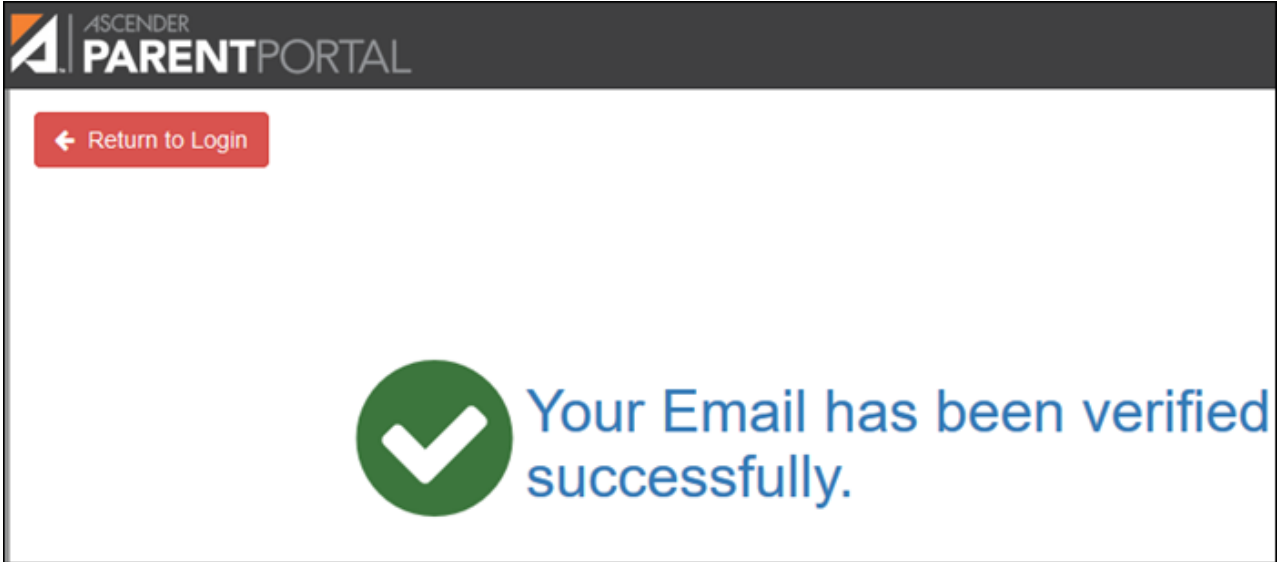 ASCENDER
PARENTPORTAL
Return to Login
Your Email has been verified
successfully.